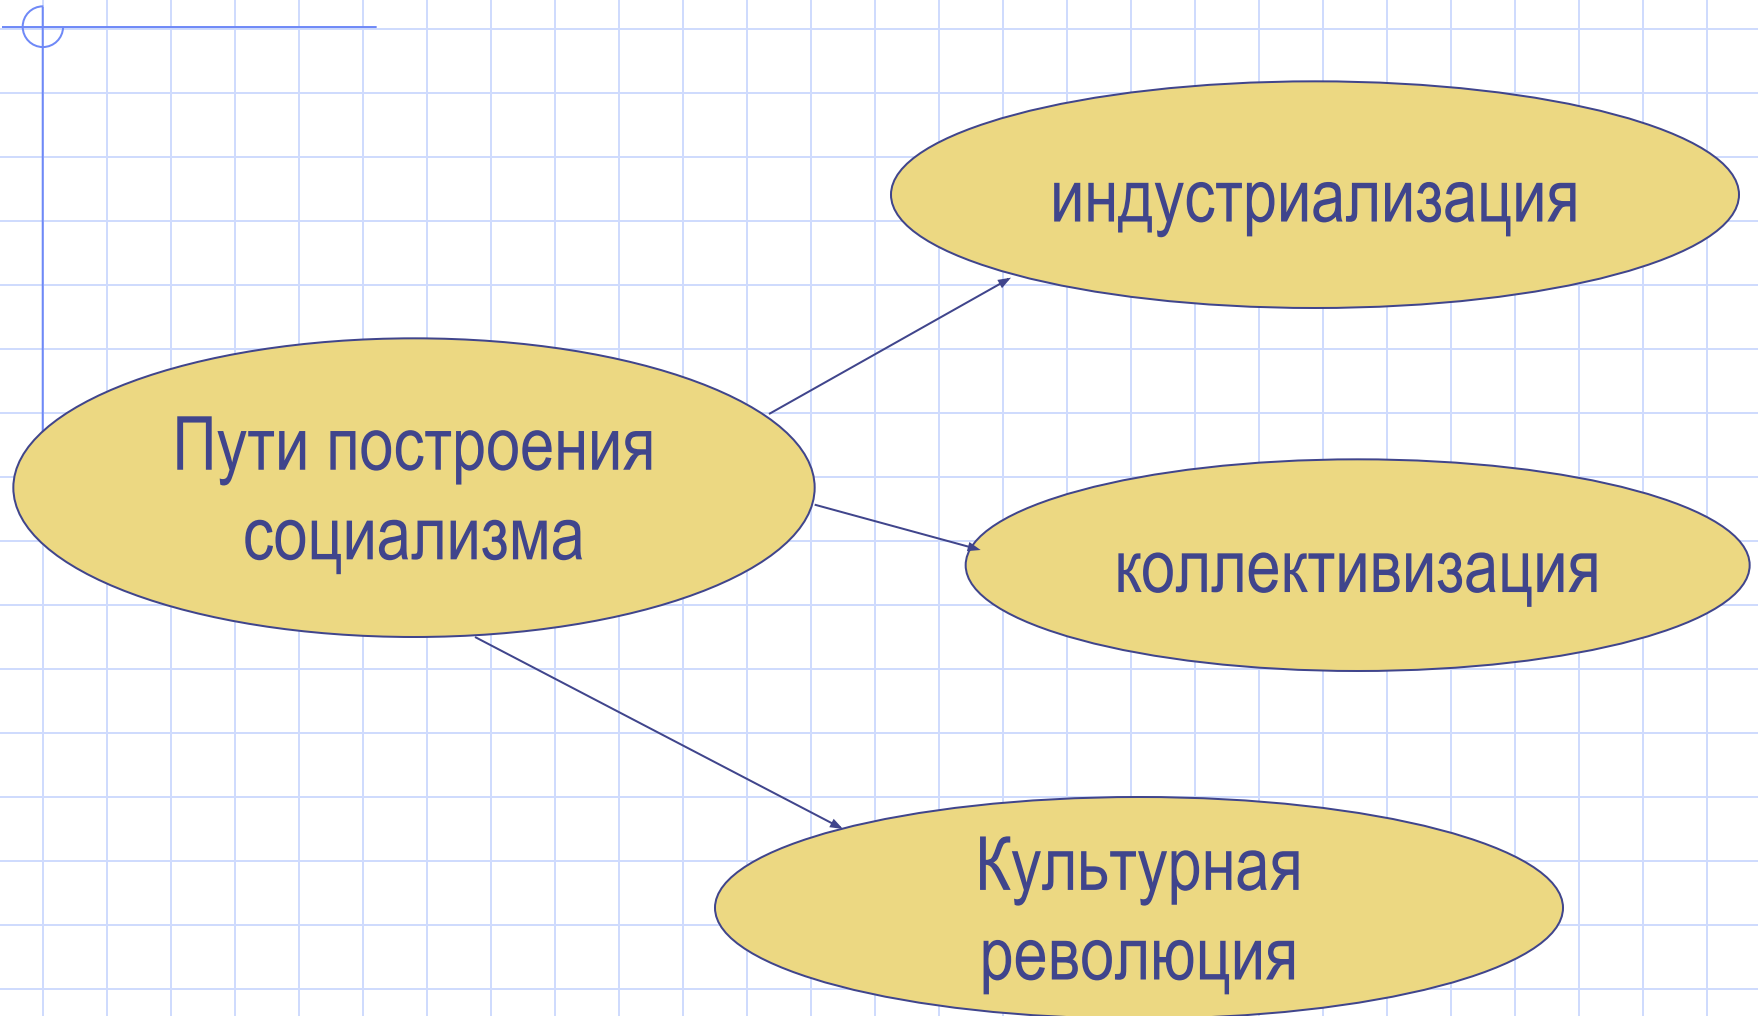 индустриализация
Пути построения
социализма
коллективизация
Культурная
революция